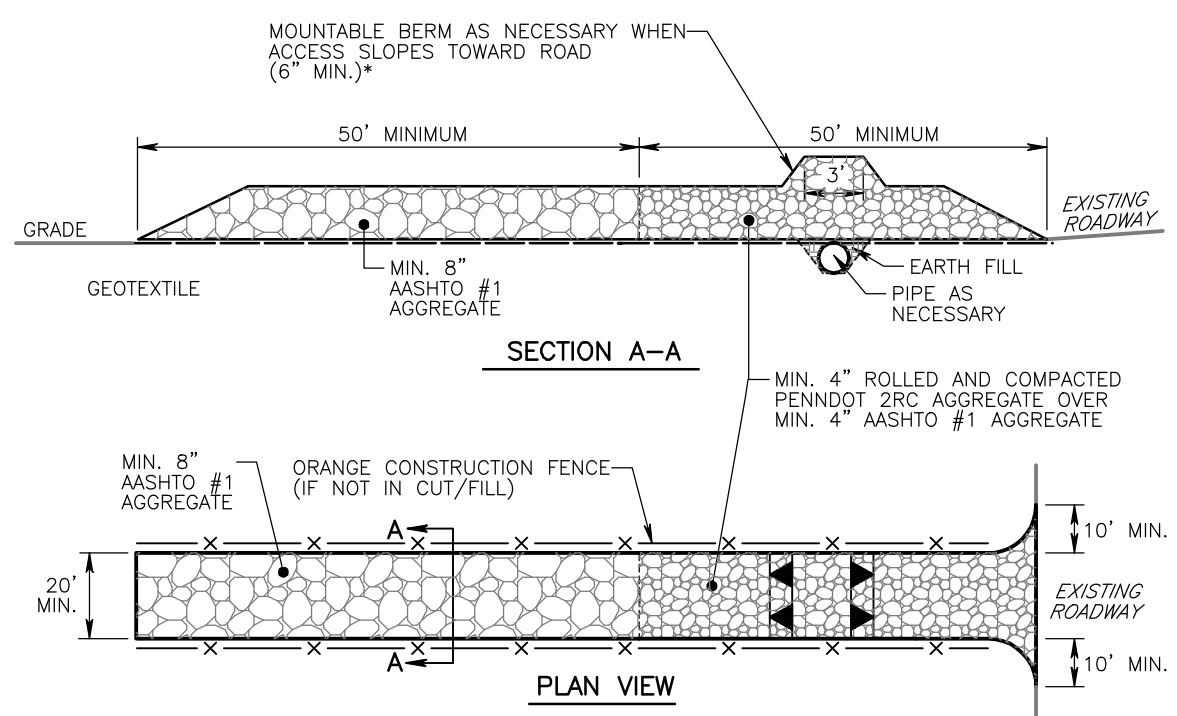 MOUNTABLE BERM AS NECESSARY WHEN
ACCESS SLOPES TOWARD ROAD
(6" MIN.)*
50' MINIMUM
50' MINIMUM
3'
EXISTING
ROADWAY
GRADE
GEOTEXTILE
MIN. 8"
AASHTO #1
AGGREGATE
EARTH FILL
PIPE AS
NECESSARY
SECTION A-A
MIN. 4" ROLLED AND COMPACTED
PENNDOT 2RC AGGREGATE OVER
MIN. 4" AASHTO #1 AGGREGATE
MIN. 8"
AASHTO #1
AGGREGATE
ORANGE CONSTRUCTION FENCE
(IF NOT IN CUT/FILL)
A
10' MIN.
20'
MIN.
EXISTING
ROADWAY
A
10' MIN.
PLAN VIEW